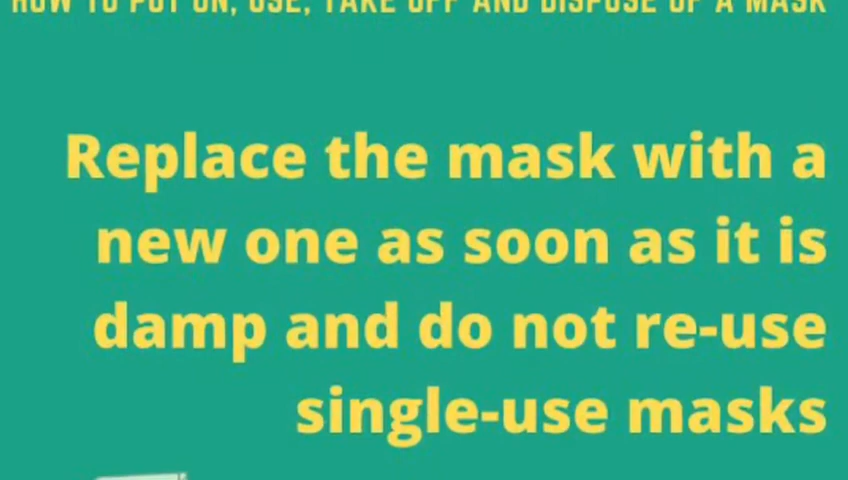 HOW TO PUT ON, USE, TAKE OFF AND DISPOSE OF A MASK
Replace the mask with a
new one as soon as it is
damp and do not re-use
single-use masks